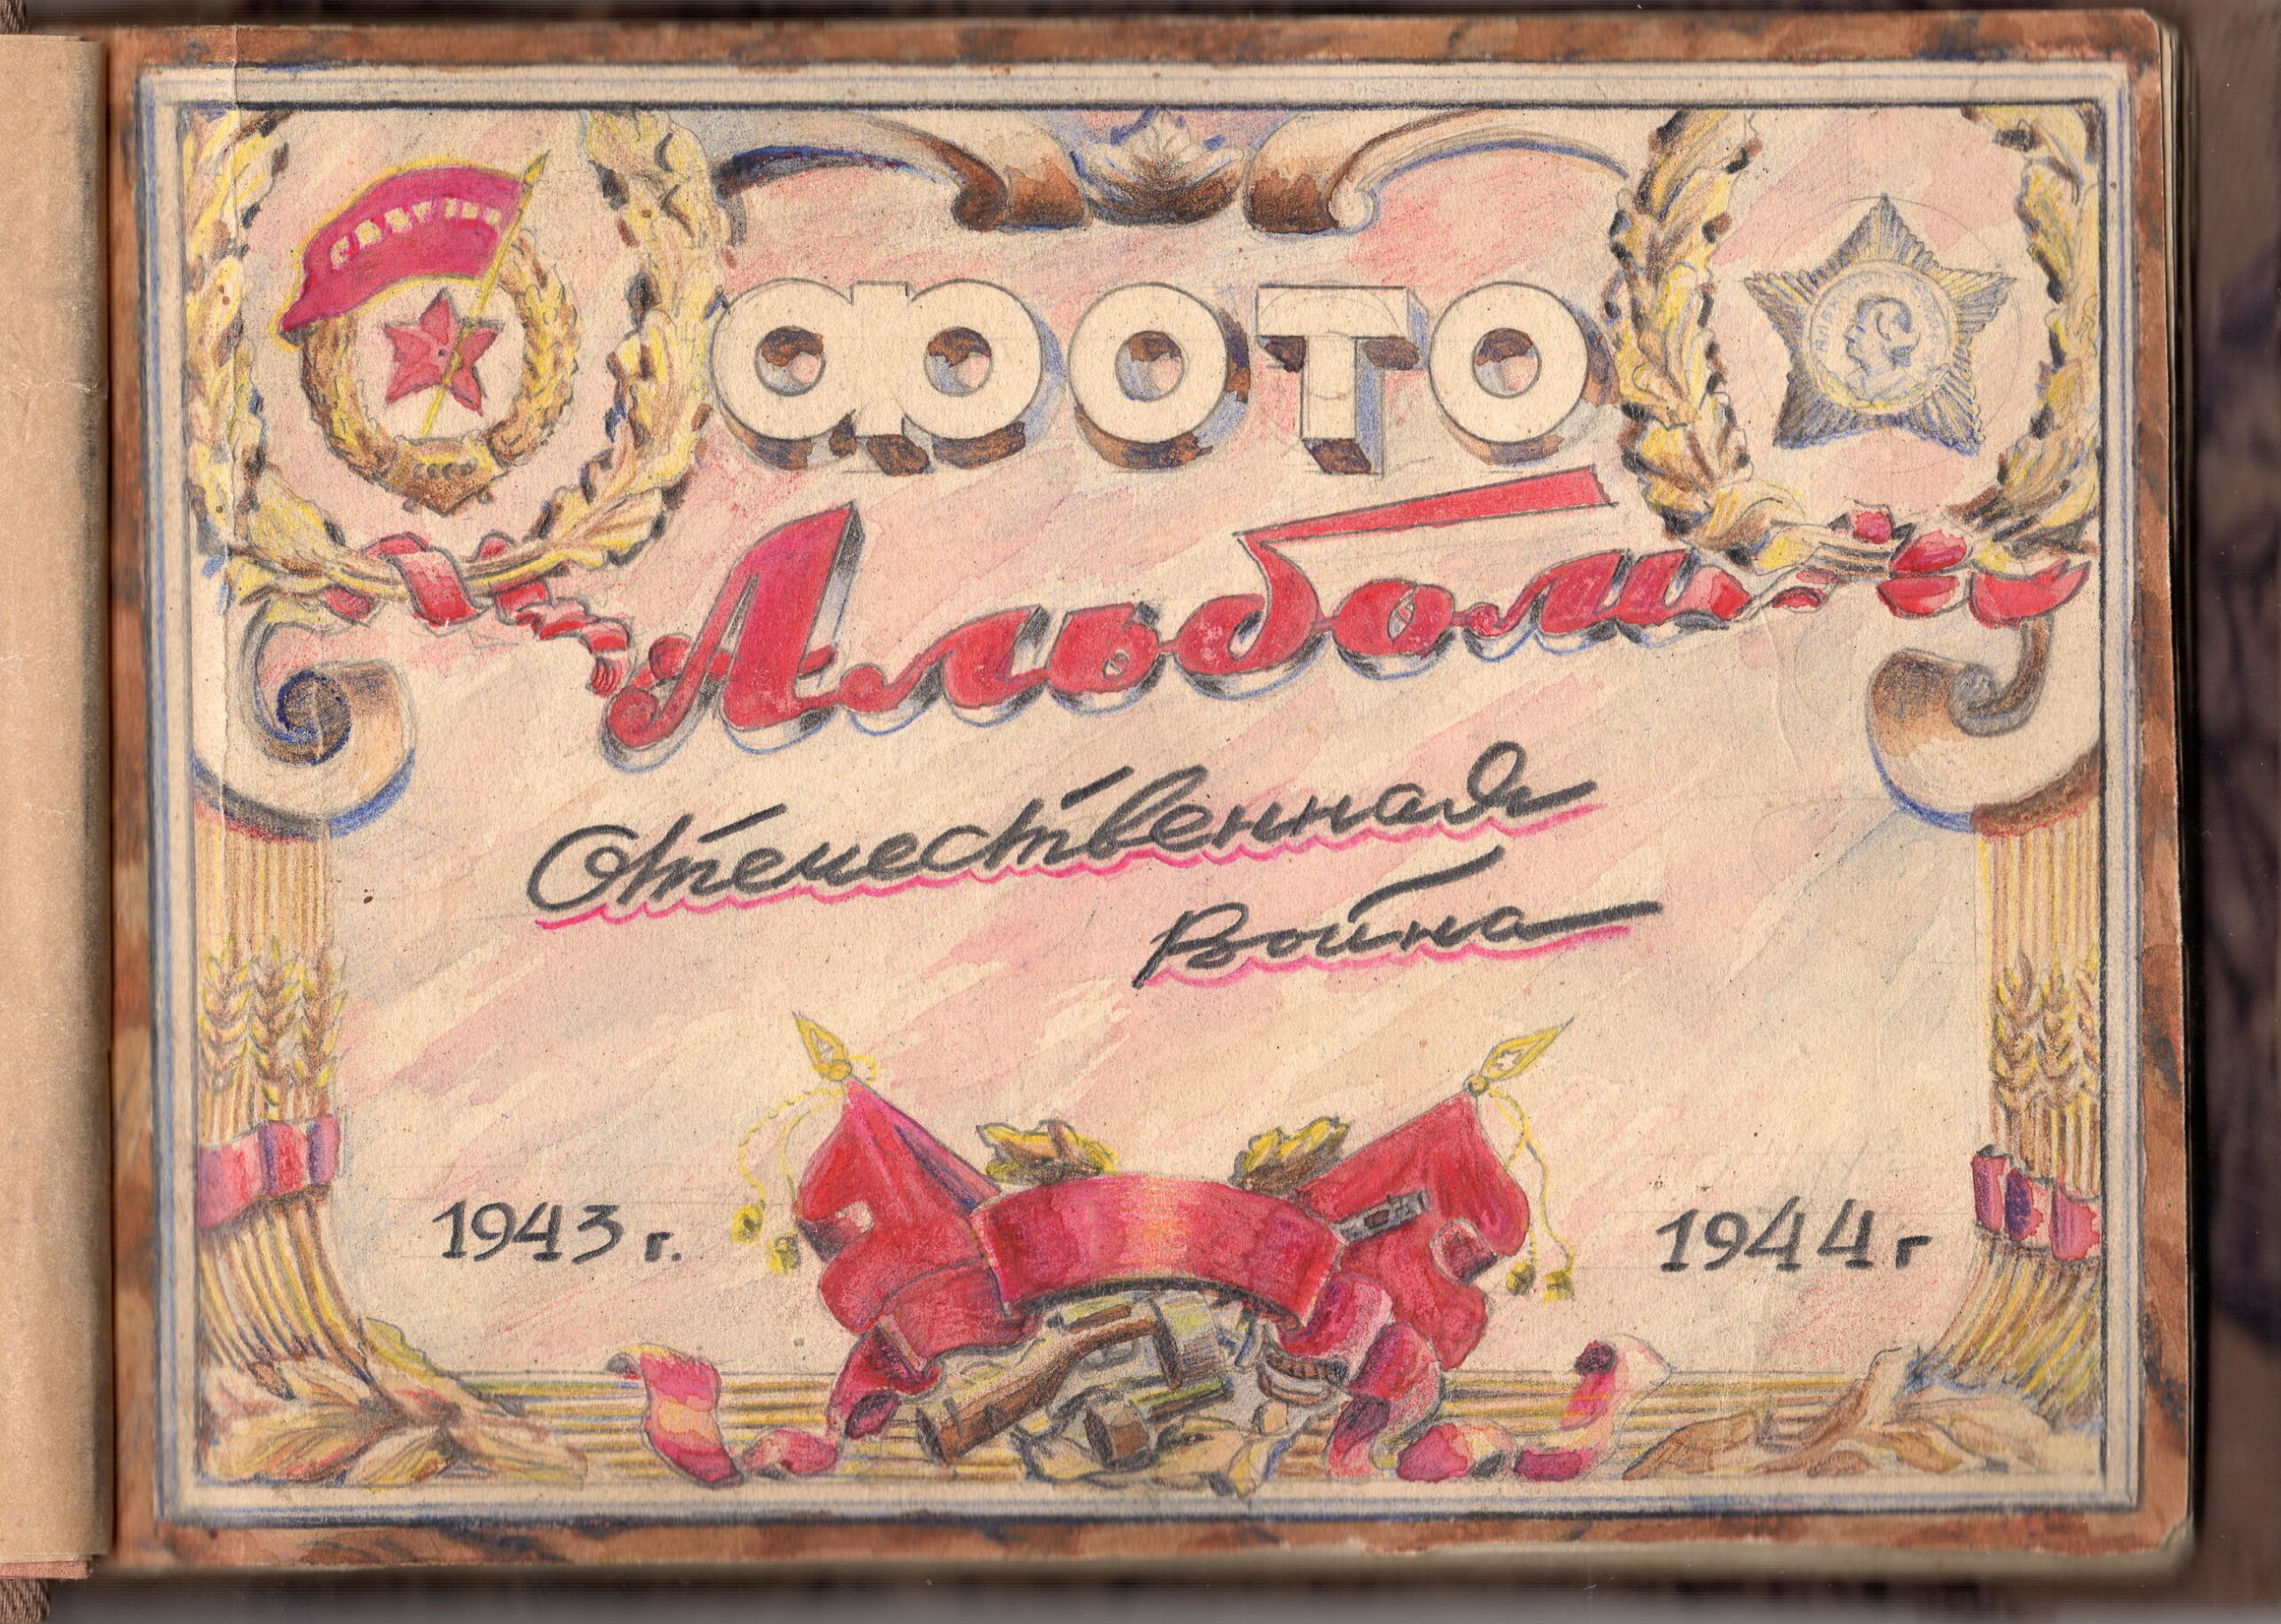 ФОТО
Альбом
Отечественная
Война
1943 г. 1944 г